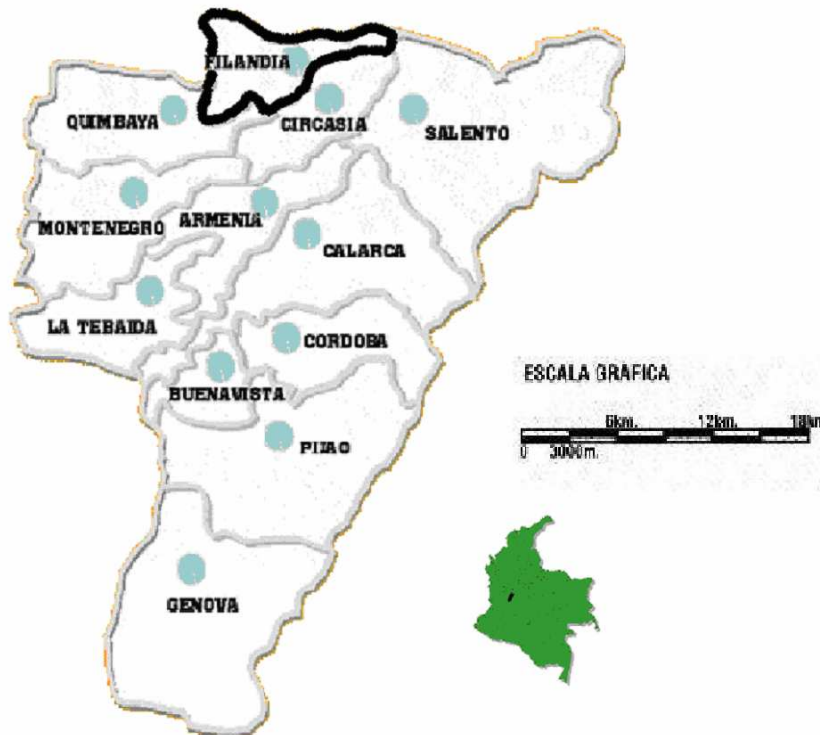 FILANDIA
QUIMBAYA
CIRCASIA
SALENTO
MONTENEGRO
ARMENIA
CALARCA
LA TEBAIDA
CORDOBA
BUENAVISTA
PIJAO
GENOVA
ESCALA GRAFICA
6km. 12km. 18km
0 3000m.